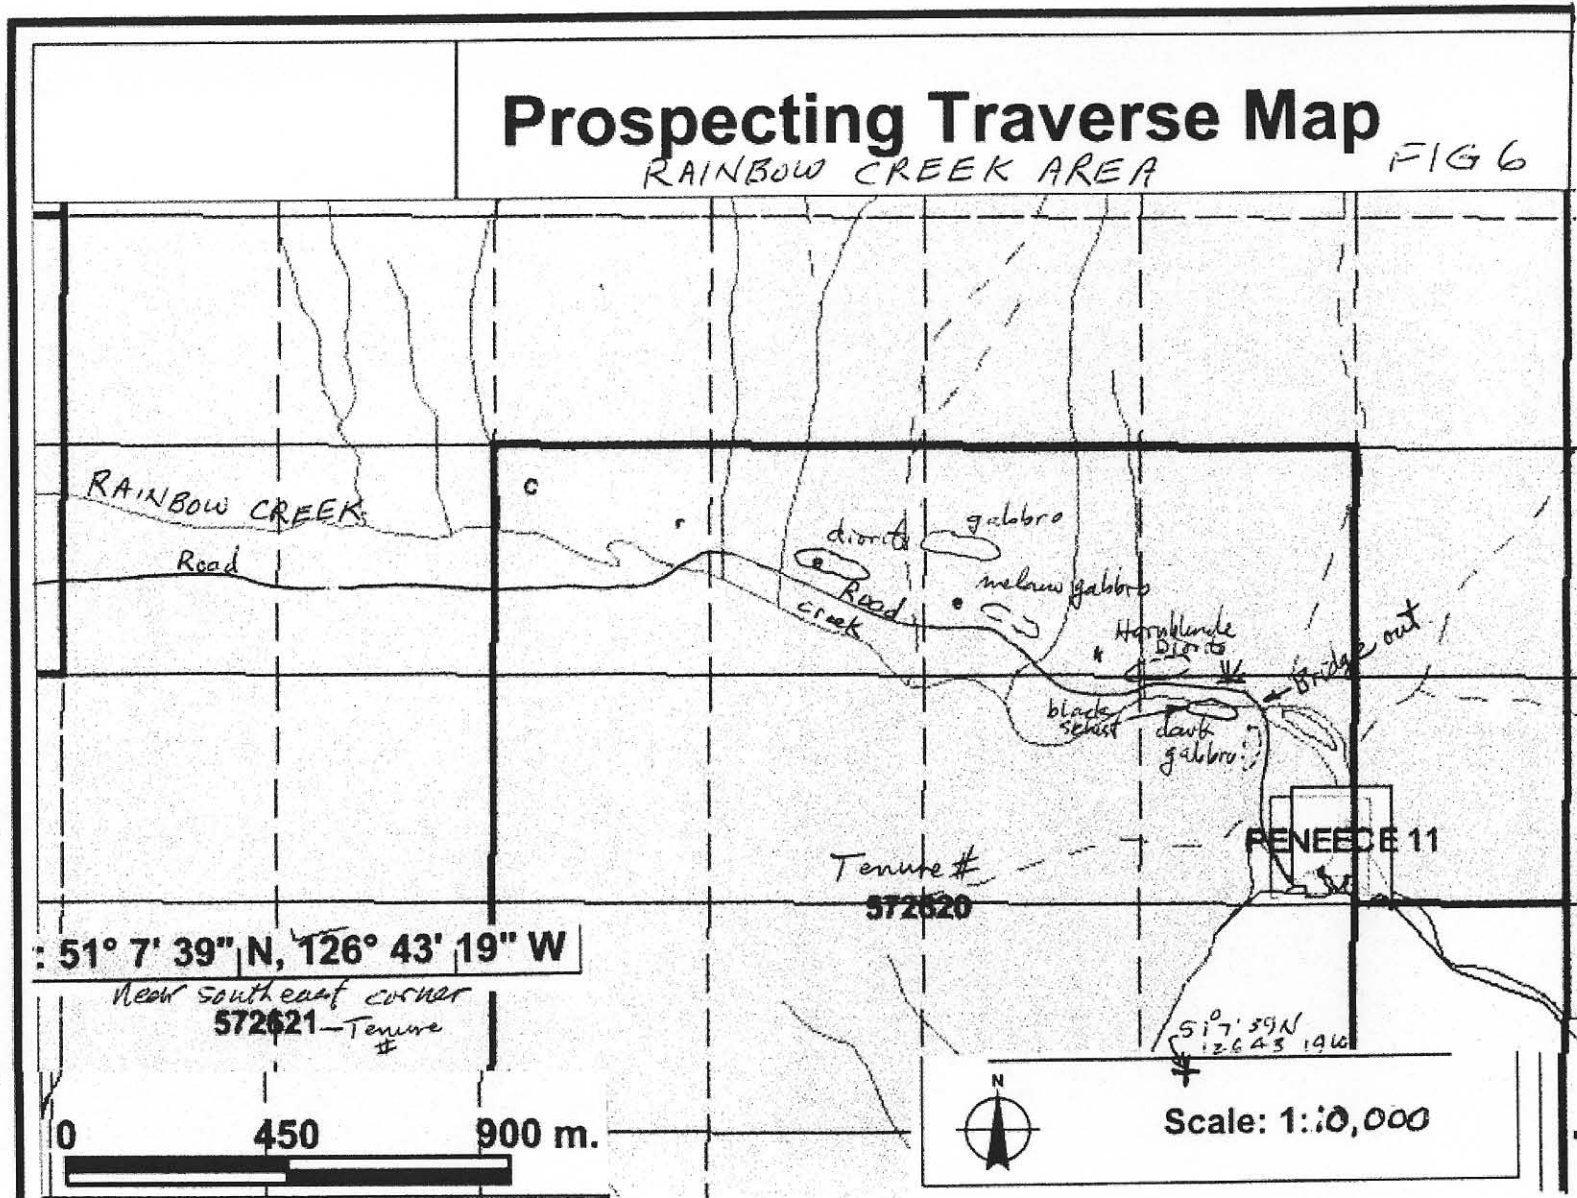 Prospecting Traverse Map
RAINBOW CREEK AREA
FIG 6
RAINBOW CREEK
Road
C
diorite
gabbro
gabbro
Road
creek
Hornblende
Diorite
Bridge out
black
schist
dark
gabbro
PENEECE 11
Tenure #
572620
: 51° 7' 39" N, 126° 43' 19" W
Near southeast corner
572621 – Tenure
#
51° 7' 39 N
126 43 19 W
N
Scale: 1:10,000
0 450 900 m.